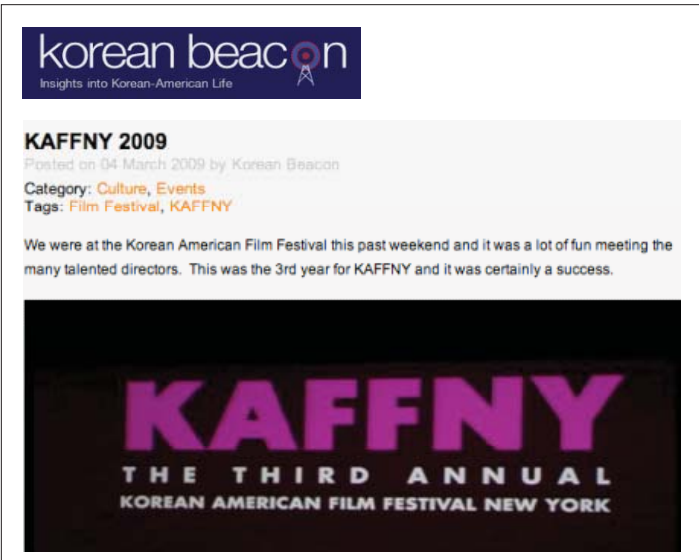 korean beacon
Insights into Korean-American Life
KAFFNY 2009
Posted on 04 March 2009 by Korean Beacon
Category: Culture, Events
Tags: Film Festival, KAFFNY
We were at the Korean American Film Festival this past weekend and it was a lot of fun meeting the
many talented directors.  This was the 3rd year for KAFFNY and it was certainly a success.
KAFFNY
THE THIRD ANNUAL
KOREAN AMERICAN FILM FESTIVAL NEW YORK